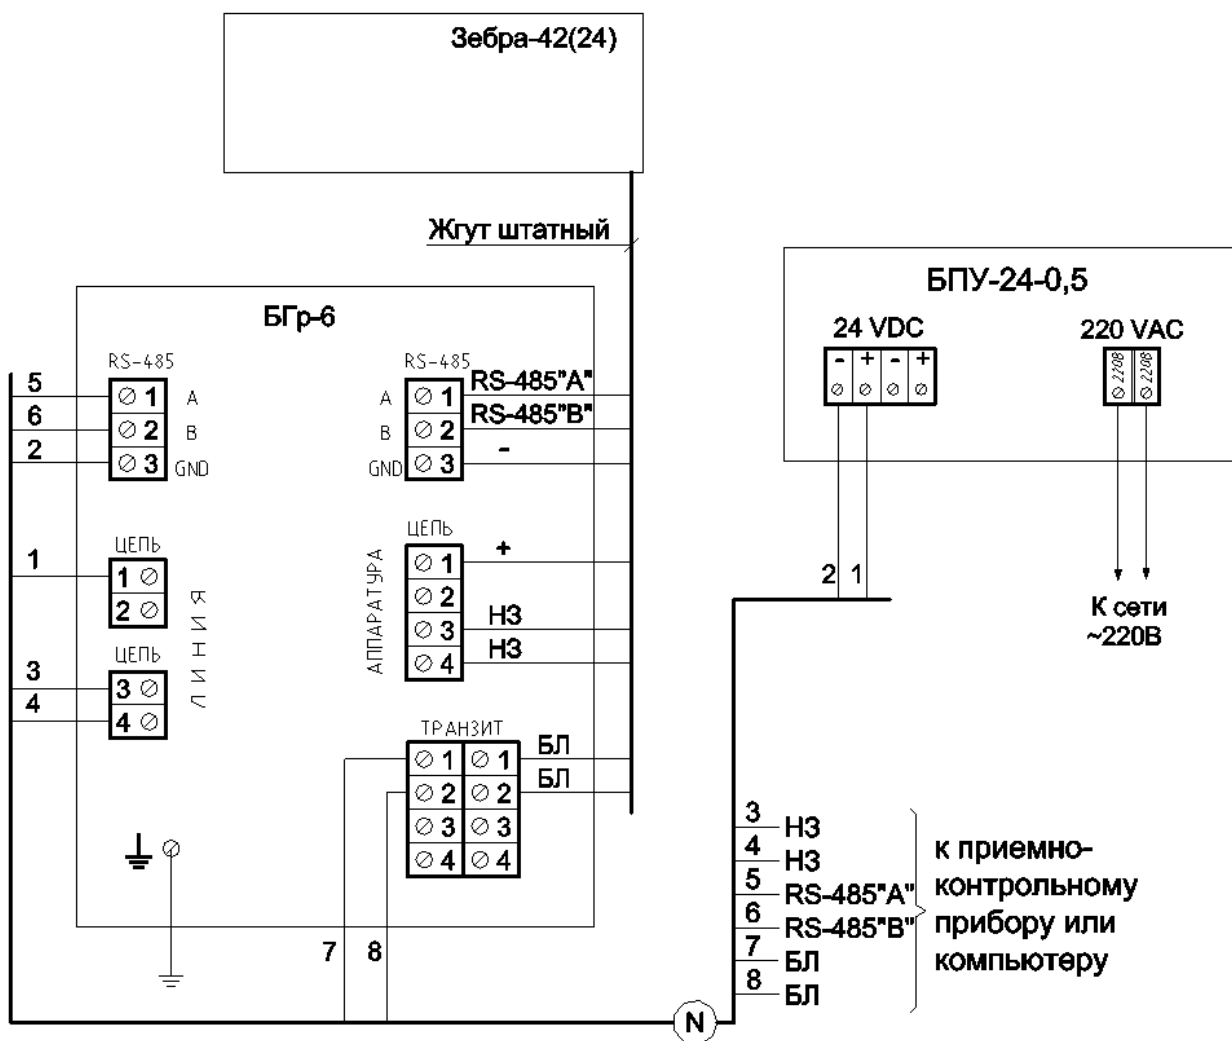 Зебра-42(24)
Жгут штатный
БГр-6
RS-485
5
1
A
6
2
B
2
3
GND
ЦЕПЬ
1
1
2
ЦЕПЬ
3
3
4
4
ЛИНИЯ
RS-485
A
1
RS-485"A"
B
2
RS-485"B"
GND
3
-
АППАРАТУРА
ЦЕПЬ
1
+
2
3
НЗ
4
НЗ
ТРАНЗИТ
1 1
БЛ
2 2
БЛ
3 3
4 4
7
8
N
БПУ-24-0,5
24 VDC
- + - +
220 VAC
220В 220В
2 1
К сети
~220В
3 НЗ
4 НЗ
5 RS-485"A"
6 RS-485"B"
7 БЛ
8 БЛ
к приемно-
контрольному
прибору или
компьютеру